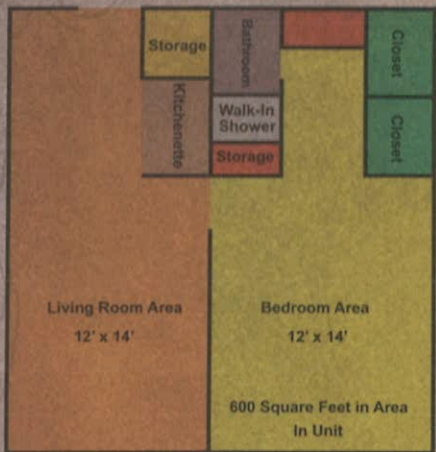 Storage
Bathroom
Closet
Kitchenette
Walk-In
Shower
Closet
Storage
Living Room Area
12' x 14'
Bedroom Area
12' x 14'
600 Square Feet in Area
In Unit